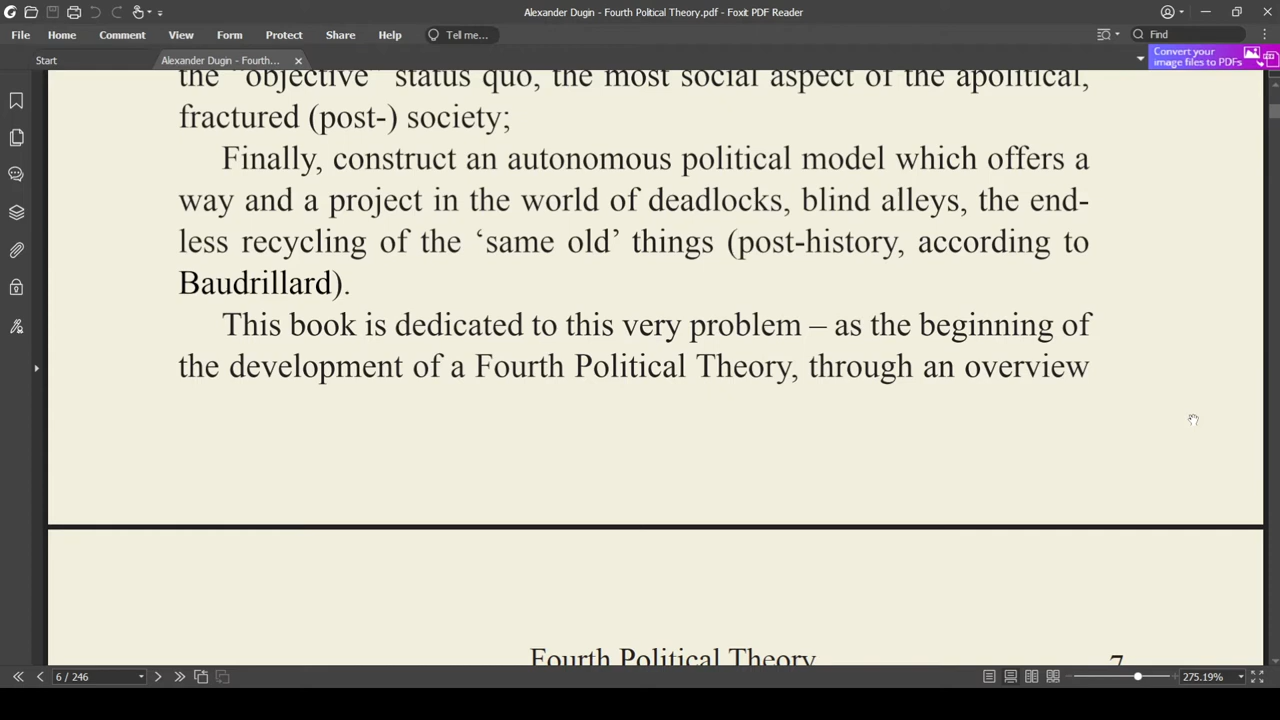 Alexander Dugin - Fourth Political Theory.pdf - Foxit PDF Reader
File Home Comment View Form Protect Share Help Tell me... Find
Start Alexander Dugin - Fourth... Convert your
image files to PDFs
the "objective" status quo, the most social aspect of the apolitical,
fractured (post-) society;
Finally, construct an autonomous political model which offers a
way and a project in the world of deadlocks, blind alleys, the end-
less recycling of the ‘same old’ things (post-history, according to
Baudrillard).
This book is dedicated to this very problem – as the beginning of
the development of a Fourth Political Theory, through an overview
Fourth Political Theory 7
6 / 246 275.19%